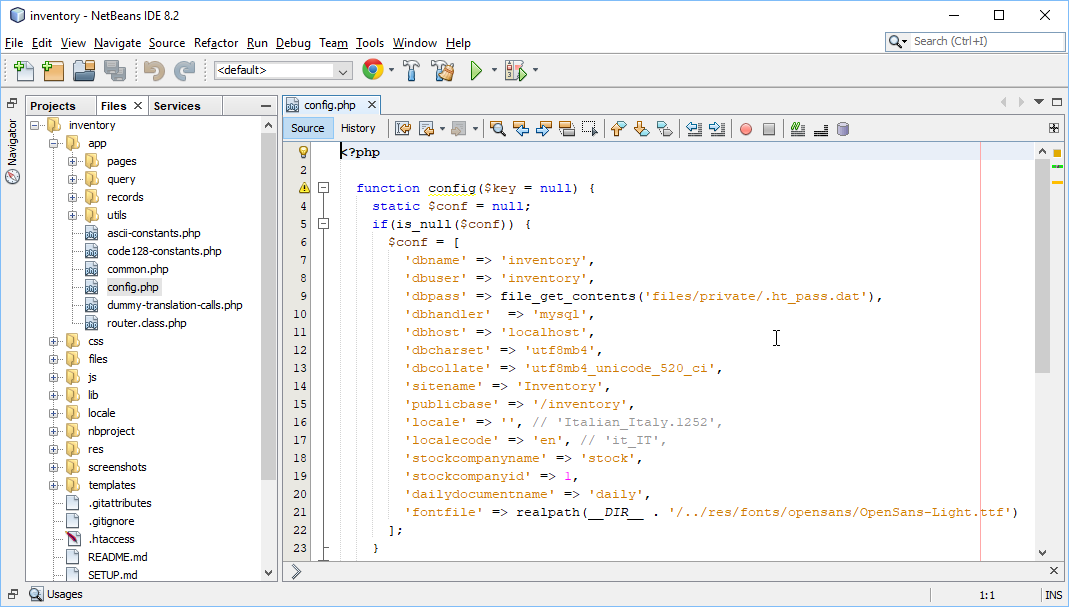 inventory - NetBeans IDE 8.2
File Edit View Navigate Source Refactor Run Debug Team Tools Window Help
Search (Ctrl+I)
<default>
Projects Files Services
config.php
Navigator
Source History
inventory
app
pages
query
records
utils
ascii-constants.php
code128-constants.php
common.php
config.php
dummy-translation-calls.php
router.class.php
css
files
js
lib
locale
nbproject
res
screenshots
templates
.gitattributes
.gitignore
.htaccess
README.md
SETUP.md
<?php
2
function config($key = null) {
4 static $conf = null;
5 if(is_null($conf)) {
6 $conf = [
7 'dbname' => 'inventory',
8 'dbuser' => 'inventory',
9 'dbpass' => file_get_contents('files/private/.ht_pass.dat'),
10 'dbhandler'  => 'mysql',
11 'dbhost' => 'localhost',
12 'dbcharset' => 'utf8mb4',
13 'dbcollate' => 'utf8mb4_unicode_520_ci',
14 'sitename' => 'Inventory',
15 'publicbase' => '/inventory',
16 'locale' => '', // 'Italian_Italy.1252',
17 'localecode' => 'en', // 'it_IT',
18 'stockcompanyname' => 'stock',
19 'stockcompanyid' => 1,
20 'dailydocumentname' => 'daily',
21 'fontfile' => realpath(__DIR__ . '/../res/fonts/opensans/OpenSans-Light.ttf')
22 ];
23 }
Usages
1:1 INS